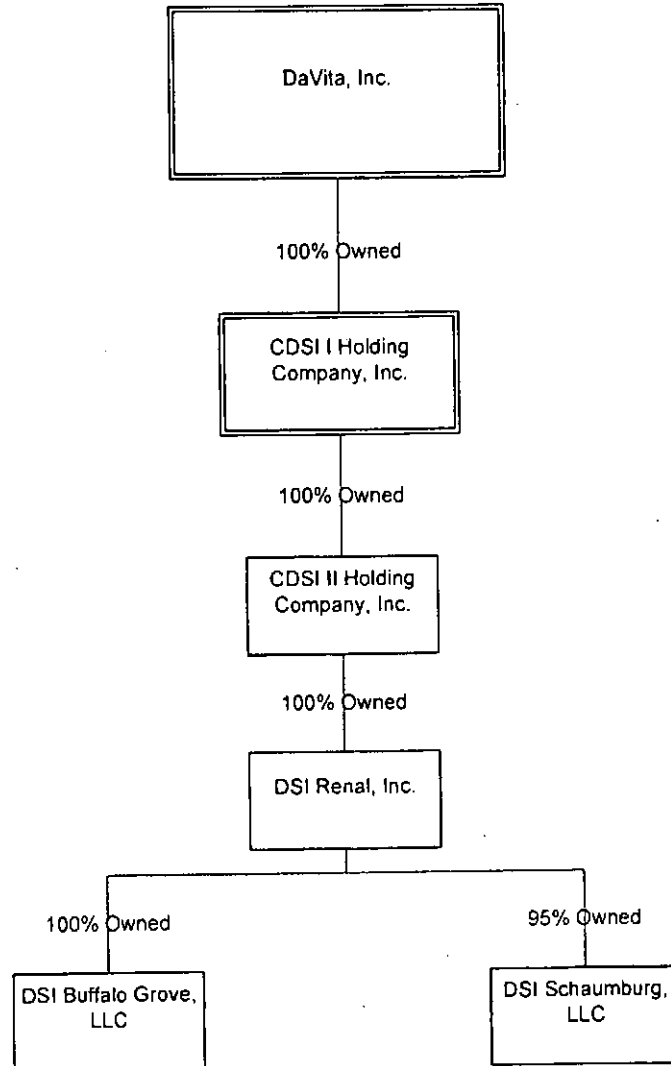 DaVita, Inc.
100% Owned
CDSI I Holding
Company, Inc.
100% Owned
CDSI II Holding
Company, Inc.
100% Owned
DSI Renal, Inc.
100% Owned
95% Owned
DSI Buffalo Grove,
LLC
DSI Schaumburg,
LLC